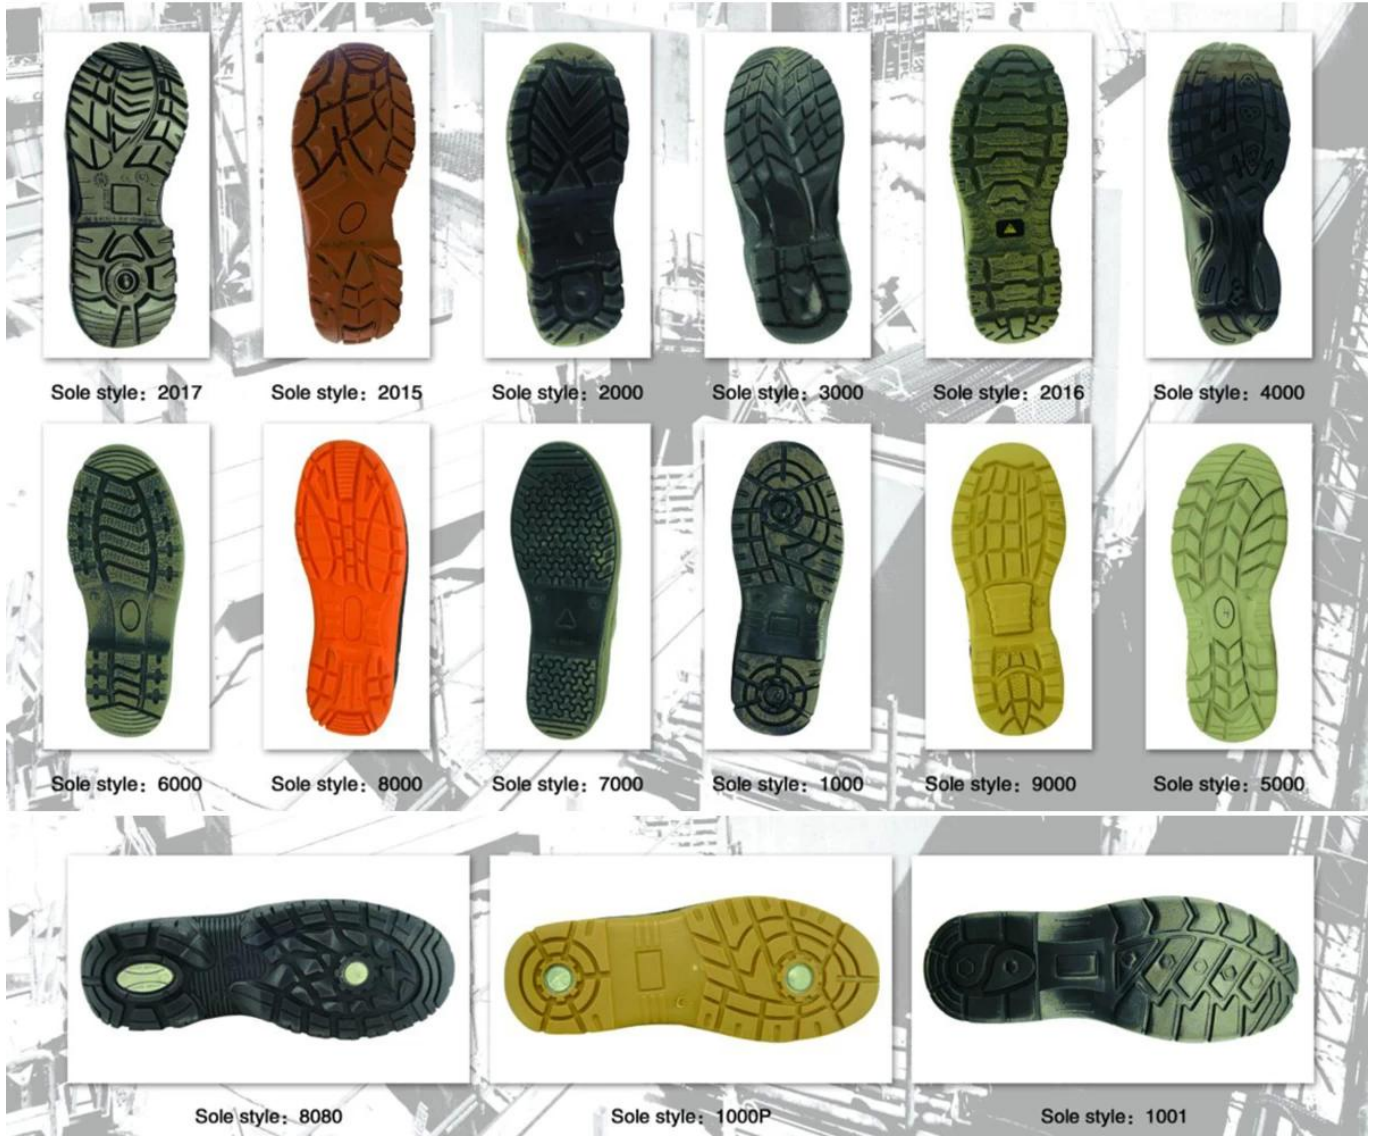 Sole style：2017
Sole style：2015
Sole style：2000
Sole style：3000
Sole style：2016
Sole style：4000
Sole style：6000
Sole style：8000
Sole style：7000
Sole style：1000
Sole style：9000
Sole style：5000
Sole style：8080
Sole style：1000P
Sole style：1001